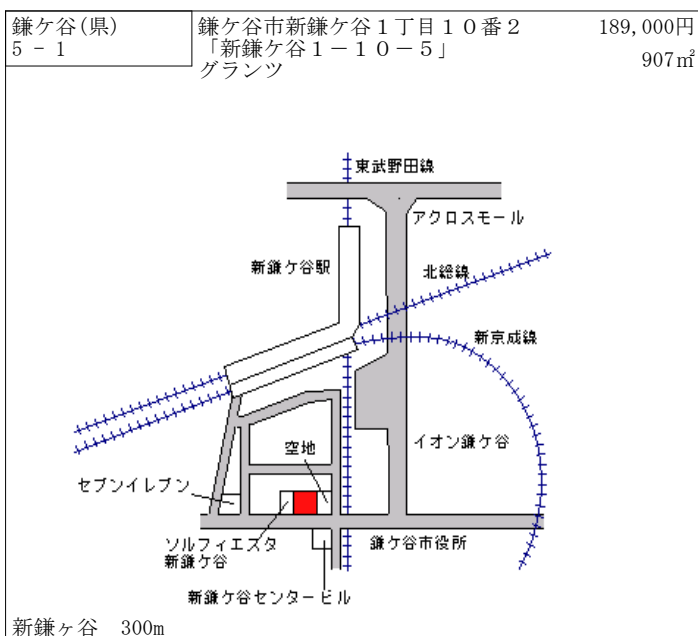 鎌ケ谷(県)
5 - 1
鎌ケ谷市新鎌ケ谷１丁目１０番２
「新鎌ケ谷１－１０－５」
グランツ
189,000円
907㎡
東武野田線
アクロスモール
新鎌ケ谷駅
北総線
新京成線
イオン鎌ケ谷
空地
セブンイレブン
ソルフィエスタ
新鎌ケ谷
鎌ケ谷市役所
新鎌ケ谷センタービル
新鎌ヶ谷　300m